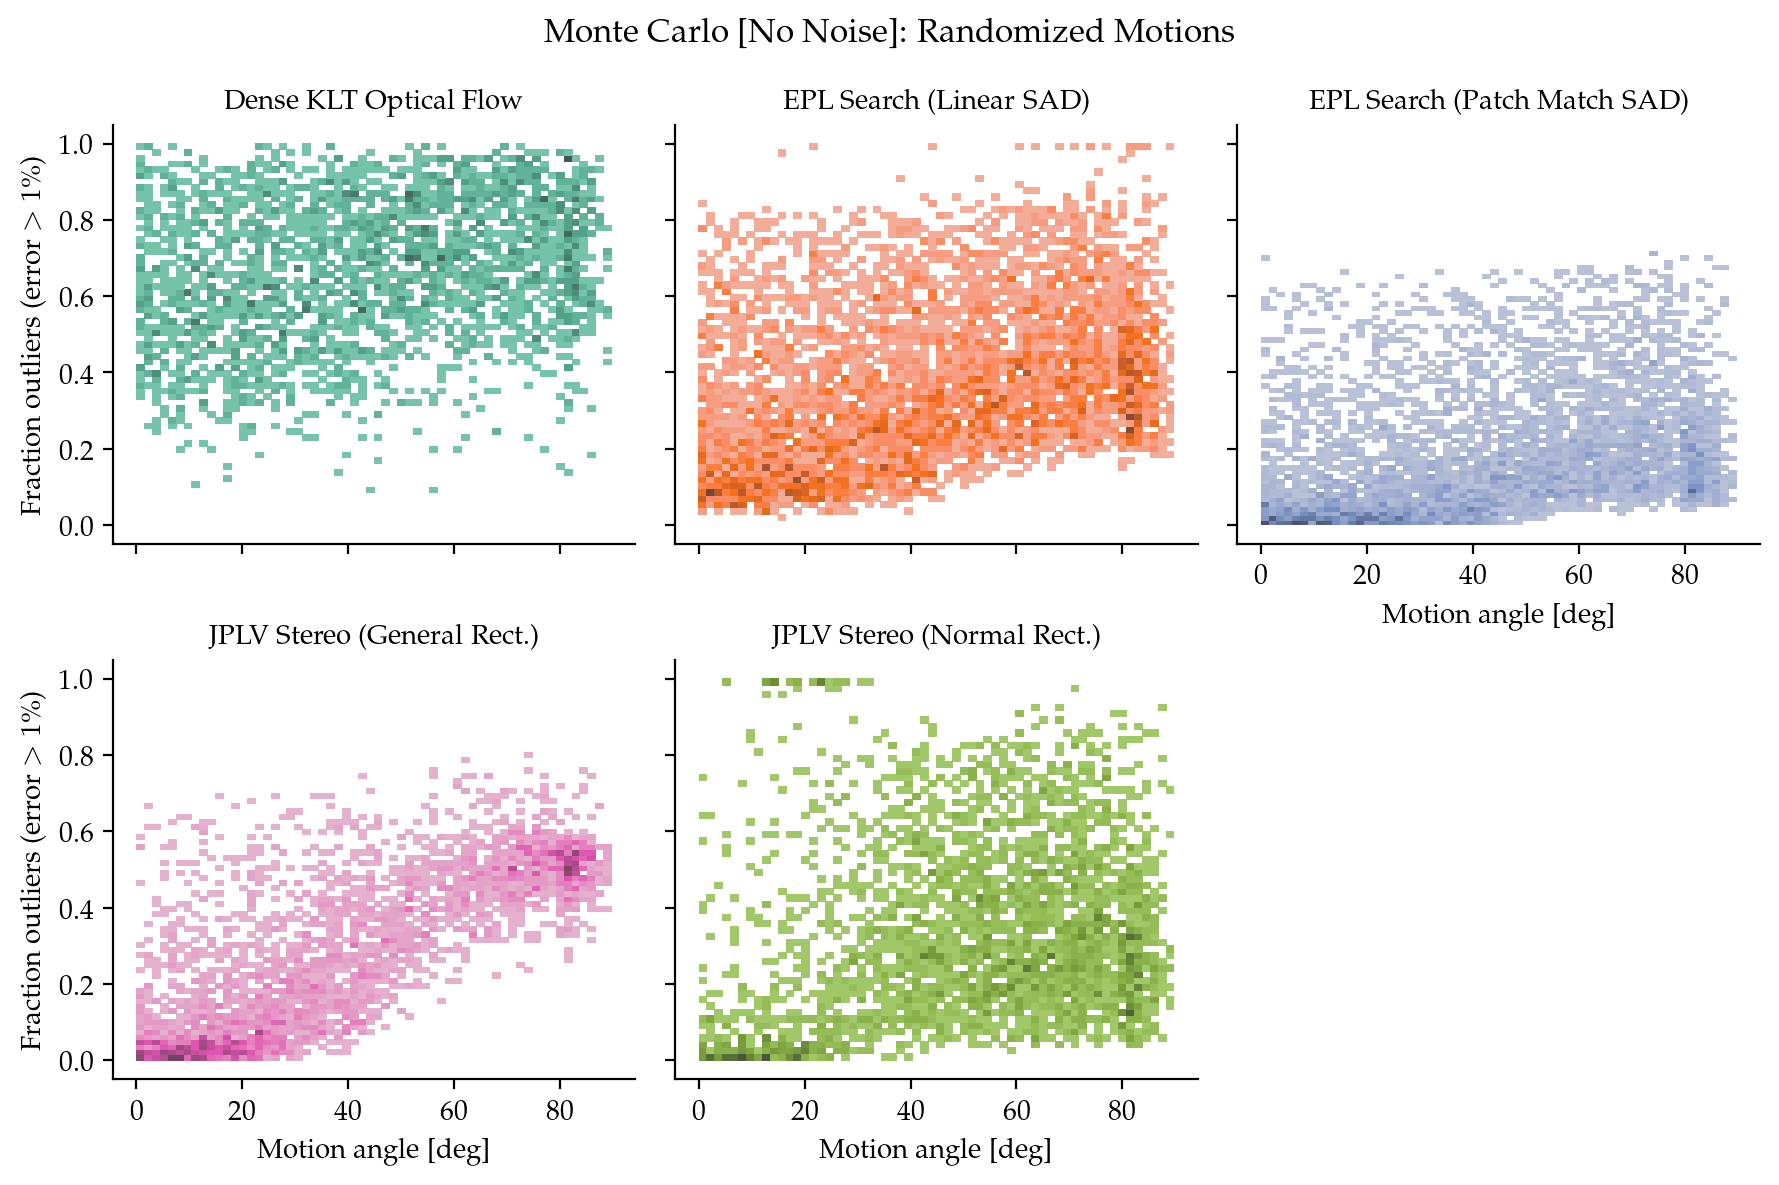 Monte Carlo [No Noise]: Randomized Motions
Dense KLT Optical Flow
EPL Search (Linear SAD)
EPL Search (Patch Match SAD)
Fraction outliers (error > 1%)
1.0
0.8
0.6
0.4
0.2
0.0
0 20 40 60 80
Motion angle [deg]
JPLV Stereo (General Rect.)
JPLV Stereo (Normal Rect.)
Fraction outliers (error > 1%)
1.0
0.8
0.6
0.4
0.2
0.0
0 20 40 60 80
0 20 40 60 80
Motion angle [deg]
Motion angle [deg]